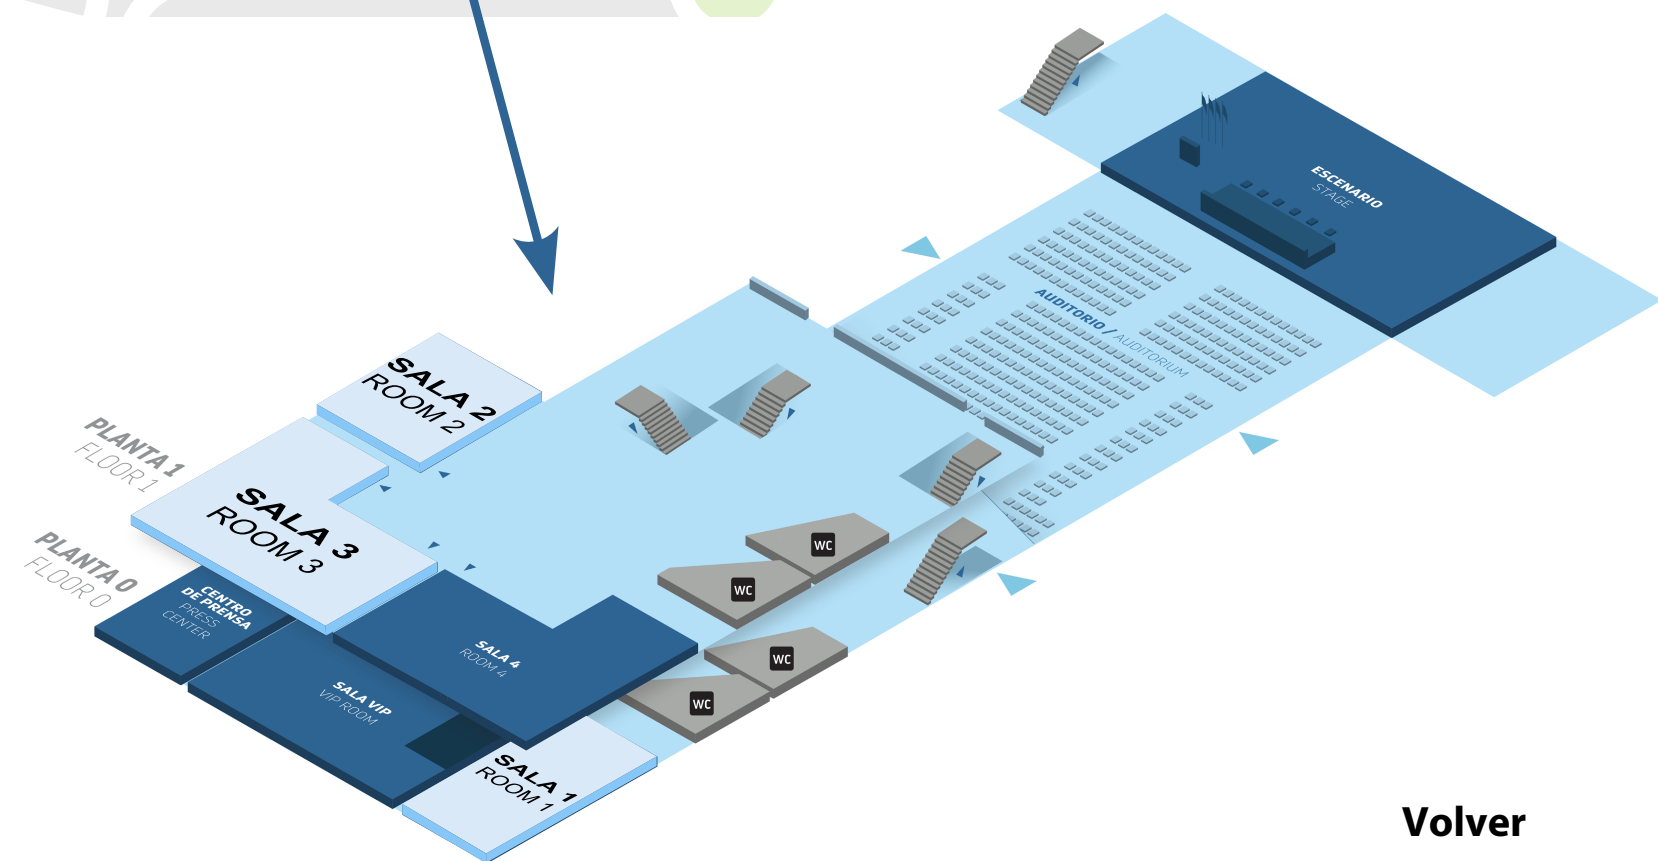 ESCENARIO
STAGE
AUDITORIO / AUDITORIUM
SALA 2
ROOM 2
PLANTA 1
FLOOR 1
SALA 3
ROOM 3
PLANTA 0
FLOOR 0
CENTRO
DE PRENSA
PRESS
CENTER
SALA 4
ROOM 4
SALA VIP
VIP ROOM
SALA 1
ROOM 1
WC
WC
WC
WC
Volver